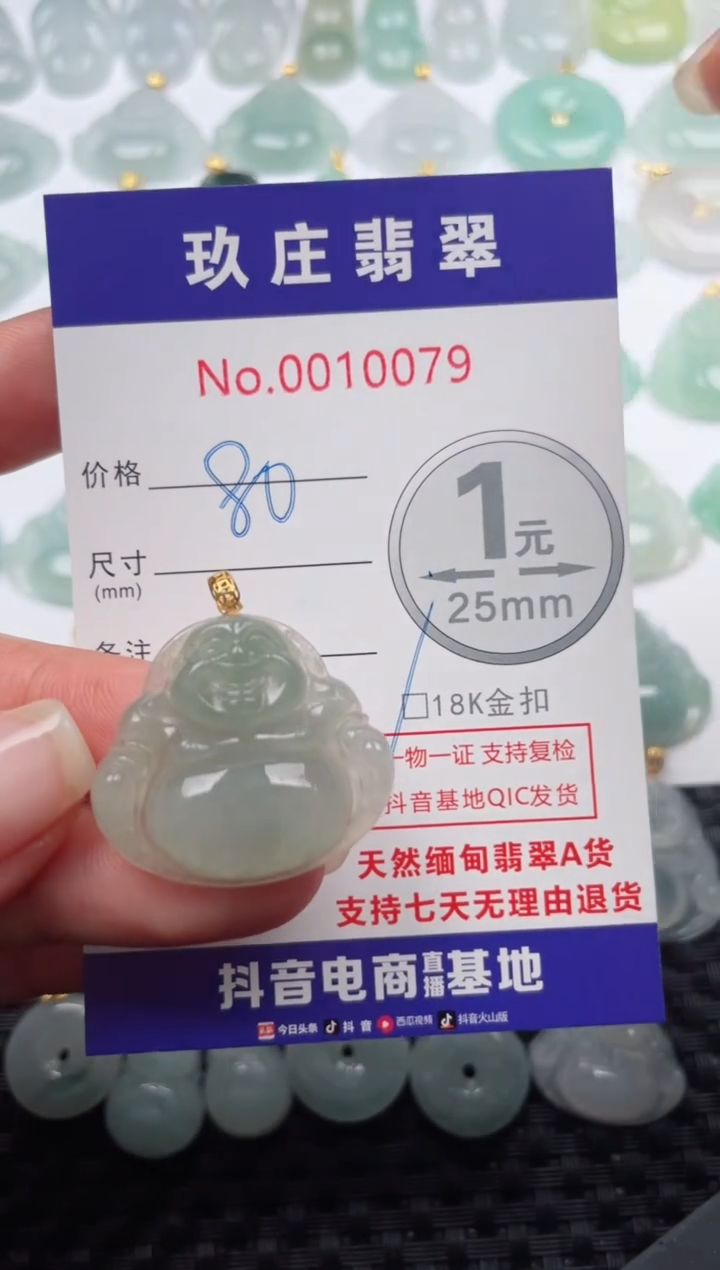 玖庄翡翠
No.0010079
价格 80
1元
尺寸
(mm)
25mm
备注
□18K金扣
一物一证 支持复检
抖音基地QIC发货
天然缅甸翡翠A货
支持七天无理由退货
抖音电商直播基地
今日头条 抖音 西瓜视频 抖音火山版